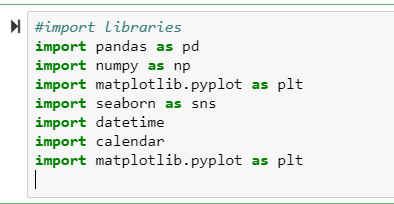 #import libraries
import pandas as pd
import numpy as np
import matplotlib.pyplot as plt
import seaborn as sns
import datetime
import calendar
import matplotlib.pyplot as plt